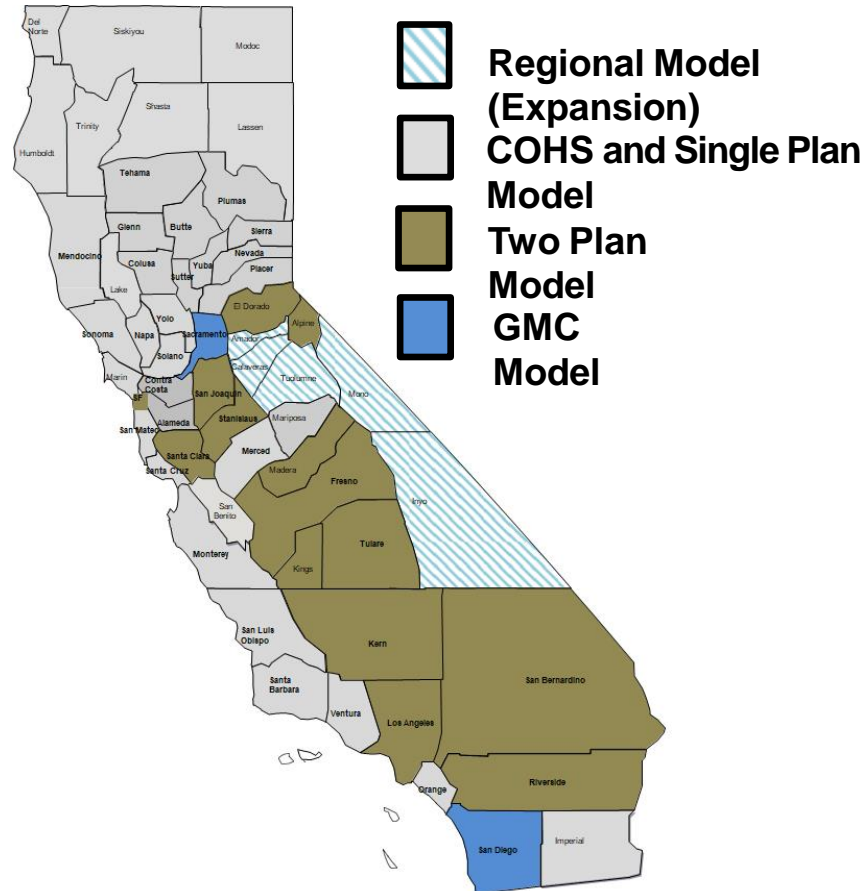 Del
Norte
Siskiyou
Modoc
Humboldt
Trinity
Shasta
Lassen
Tehama
Plumas
Mendocino
Glenn
Butte
Sierra
Nevada
Placer
Colusa
Sutter
Yuba
Lake
El Dorado
Alpine
Sonoma
Napa
Yolo
Sacramento
Amador
Solano
Calaveras
Tuolumne
Mono
Marin
Contra
Costa
SF
San Joaquin
Alameda
Stanislaus
Mariposa
San Mateo
Santa Clara
Merced
Santa Cruz
Madera
Fresno
San
Benito
Inyo
Monterey
Kings
Tulare
San Luis
Obispo
Kern
Santa
Barbara
Ventura
Los Angeles
San Bernardino
Orange
Riverside
San Diego
Imperial
Regional Model
(Expansion)
COHS and Single Plan
Model
Two Plan
Model
GMC
Model